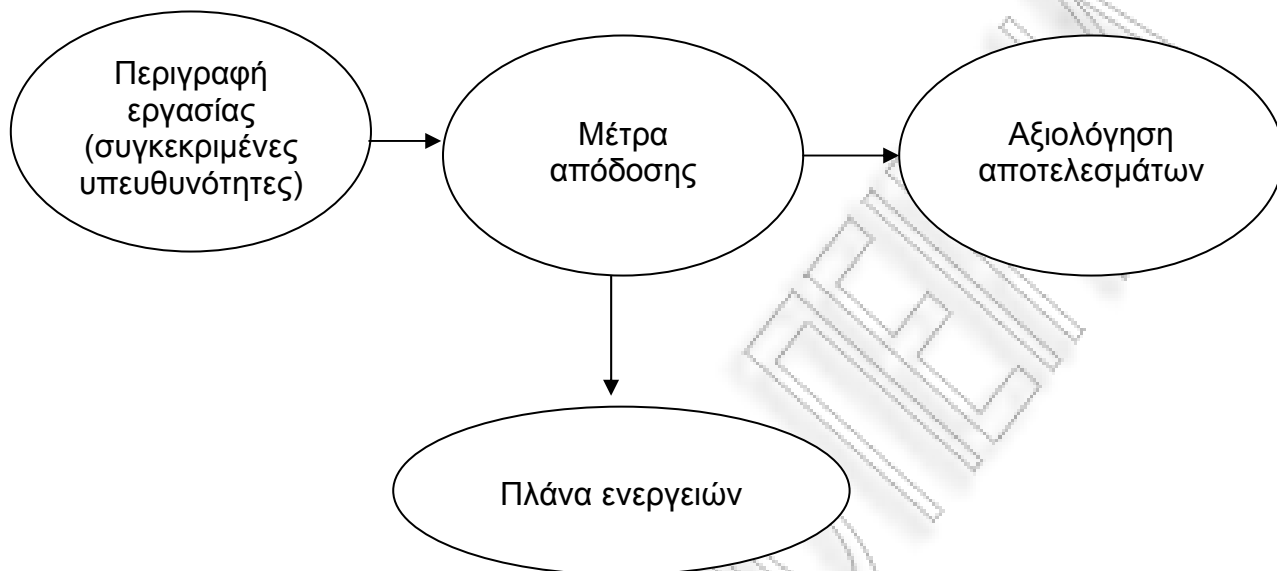 Περιγραφή
εργασίας
(συγκεκριμένες
υπευθυνότητες)
Μέτρα
απόδοσης
Αξιολόγηση
αποτελεσμάτων
Πλάνα ενεργειών